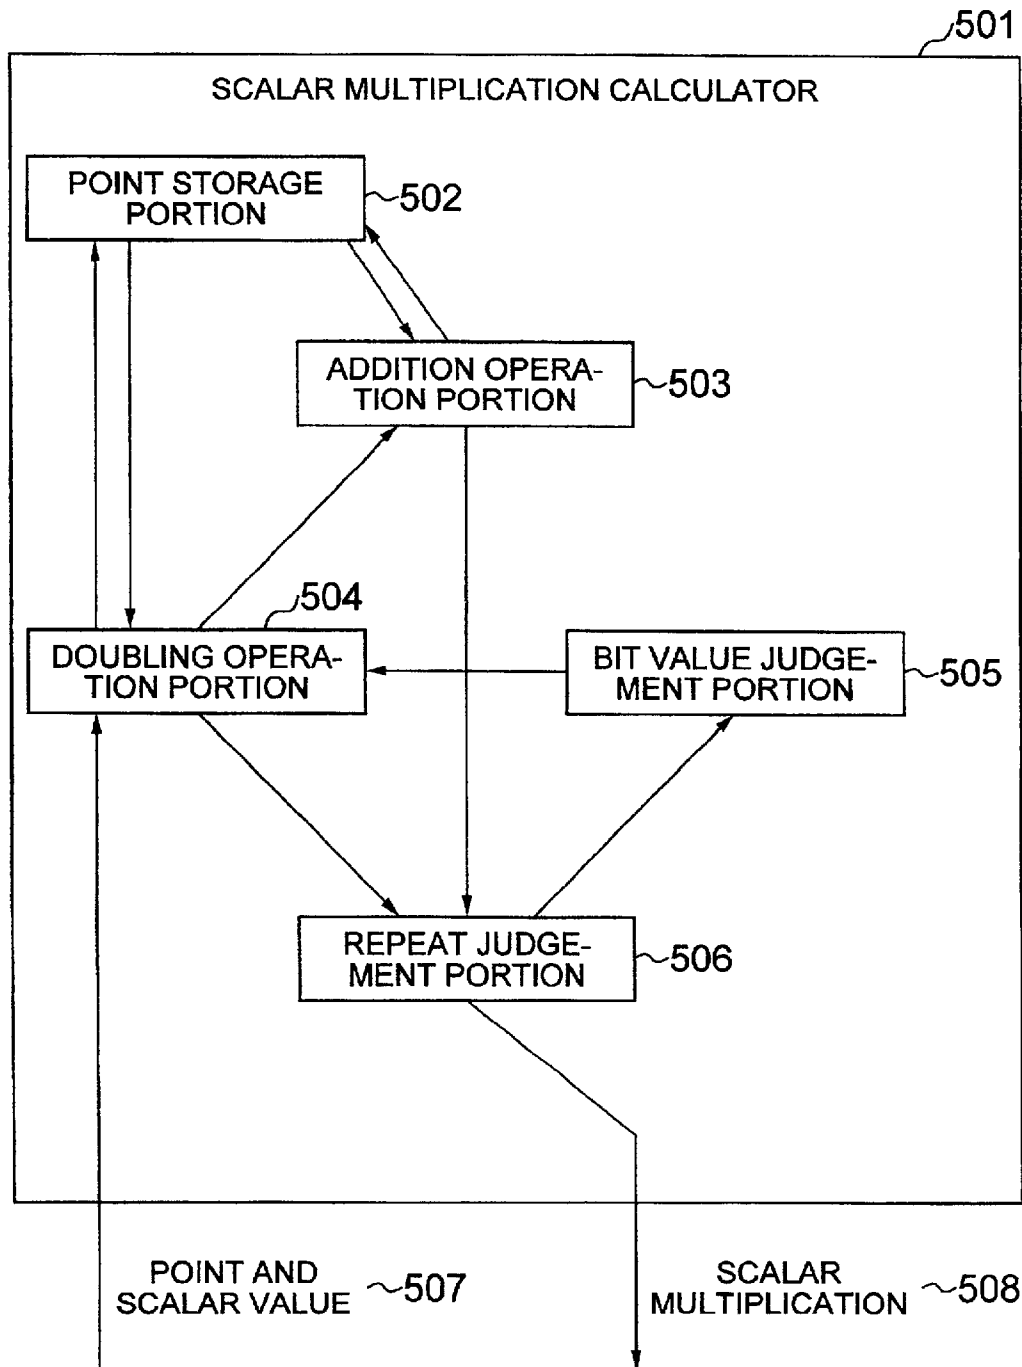 501
SCALAR MULTIPLICATION CALCULATOR
POINT STORAGE
PORTION
502
ADDITION OPERA-
TION PORTION
503
504
DOUBLING OPERA-
TION PORTION
BIT VALUE JUDGE-
MENT PORTION
505
REPEAT JUDGE-
MENT PORTION
506
POINT AND
SCALAR VALUE
507
SCALAR
MULTIPLICATION
508